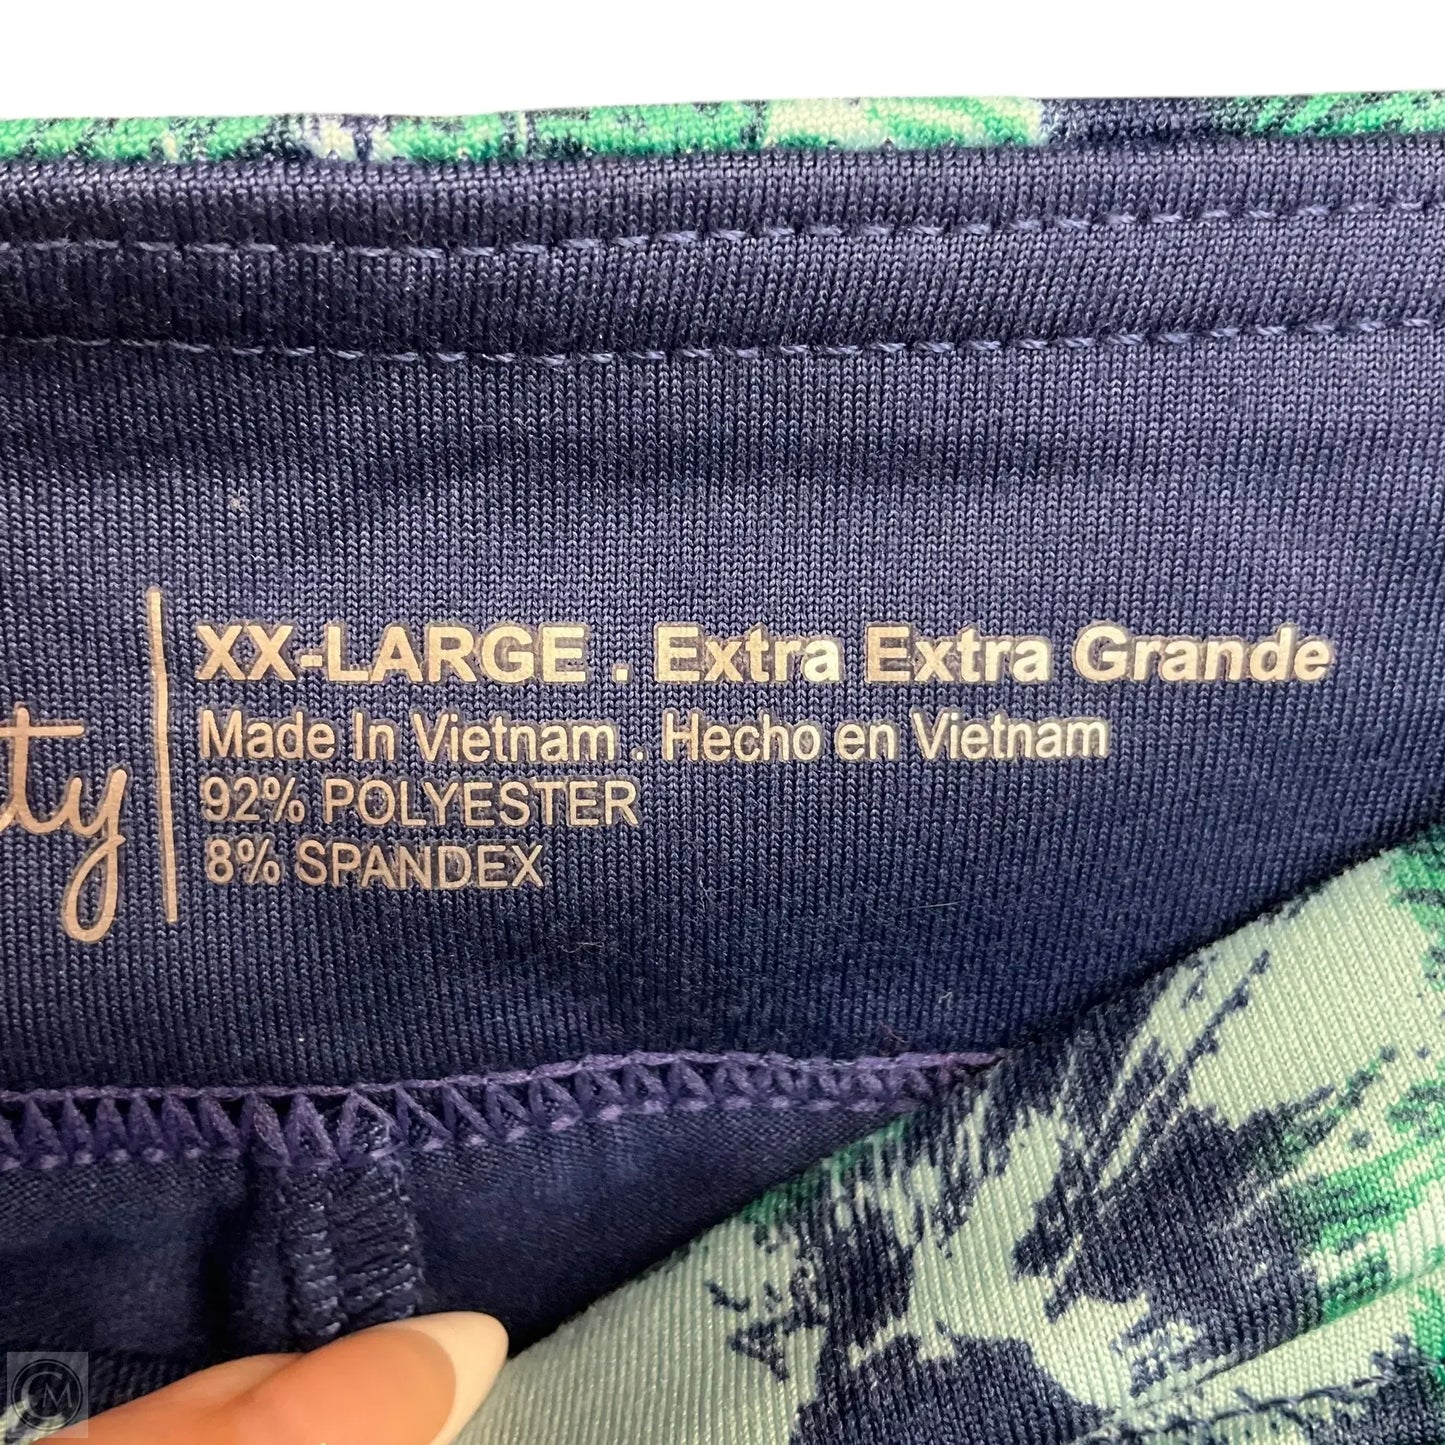 XX-LARGE . Extra Extra Grande
Made In Vietnam . Hecho en Vietnam
92% POLYESTER
8% SPANDEX